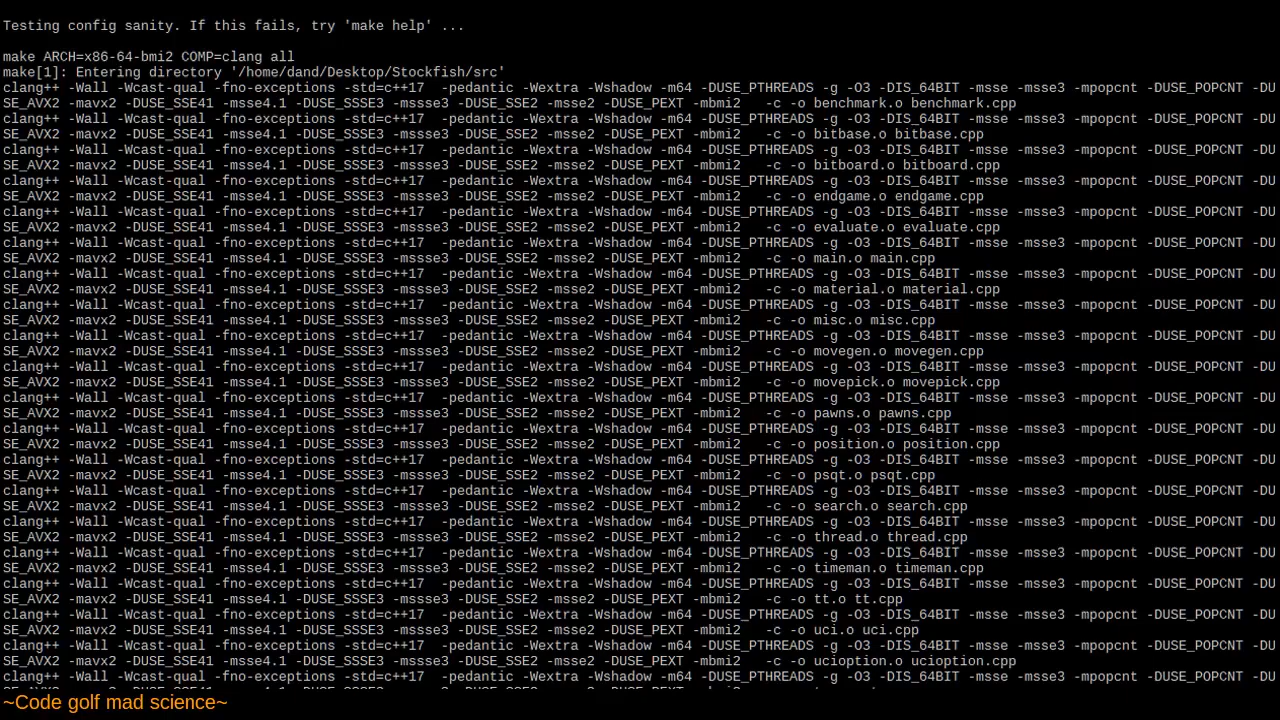 Testing config sanity. If this fails, try 'make help' ...
make ARCH=x86-64-bmi2 COMP=clang all
make[1]: Entering directory '/home/dand/Desktop/Stockfish/src'
clang++ -Wall -Wcast-qual -fno-exceptions -std=c++17  -pedantic -Wextra -Wshadow -m64 -DUSE_PTHREADS -g -O3 -DIS_64BIT -msse -msse3 -mpopcnt -DUSE_POPCNT -DU
SE_AVX2 -mavx2 -DUSE_SSE41 -msse4.1 -DUSE_SSSE3 -mssse3 -DUSE_SSE2 -msse2 -DUSE_PEXT -mbmi2   -c -o benchmark.o benchmark.cpp
clang++ -Wall -Wcast-qual -fno-exceptions -std=c++17  -pedantic -Wextra -Wshadow -m64 -DUSE_PTHREADS -g -O3 -DIS_64BIT -msse -msse3 -mpopcnt -DUSE_POPCNT -DU
SE_AVX2 -mavx2 -DUSE_SSE41 -msse4.1 -DUSE_SSSE3 -mssse3 -DUSE_SSE2 -msse2 -DUSE_PEXT -mbmi2   -c -o bitbase.o bitbase.cpp
clang++ -Wall -Wcast-qual -fno-exceptions -std=c++17  -pedantic -Wextra -Wshadow -m64 -DUSE_PTHREADS -g -O3 -DIS_64BIT -msse -msse3 -mpopcnt -DUSE_POPCNT -DU
SE_AVX2 -mavx2 -DUSE_SSE41 -msse4.1 -DUSE_SSSE3 -mssse3 -DUSE_SSE2 -msse2 -DUSE_PEXT -mbmi2   -c -o bitboard.o bitboard.cpp
clang++ -Wall -Wcast-qual -fno-exceptions -std=c++17  -pedantic -Wextra -Wshadow -m64 -DUSE_PTHREADS -g -O3 -DIS_64BIT -msse -msse3 -mpopcnt -DUSE_POPCNT -DU
SE_AVX2 -mavx2 -DUSE_SSE41 -msse4.1 -DUSE_SSSE3 -mssse3 -DUSE_SSE2 -msse2 -DUSE_PEXT -mbmi2   -c -o endgame.o endgame.cpp
clang++ -Wall -Wcast-qual -fno-exceptions -std=c++17  -pedantic -Wextra -Wshadow -m64 -DUSE_PTHREADS -g -O3 -DIS_64BIT -msse -msse3 -mpopcnt -DUSE_POPCNT -DU
SE_AVX2 -mavx2 -DUSE_SSE41 -msse4.1 -DUSE_SSSE3 -mssse3 -DUSE_SSE2 -msse2 -DUSE_PEXT -mbmi2   -c -o evaluate.o evaluate.cpp
clang++ -Wall -Wcast-qual -fno-exceptions -std=c++17  -pedantic -Wextra -Wshadow -m64 -DUSE_PTHREADS -g -O3 -DIS_64BIT -msse -msse3 -mpopcnt -DUSE_POPCNT -DU
SE_AVX2 -mavx2 -DUSE_SSE41 -msse4.1 -DUSE_SSSE3 -mssse3 -DUSE_SSE2 -msse2 -DUSE_PEXT -mbmi2   -c -o main.o main.cpp
clang++ -Wall -Wcast-qual -fno-exceptions -std=c++17  -pedantic -Wextra -Wshadow -m64 -DUSE_PTHREADS -g -O3 -DIS_64BIT -msse -msse3 -mpopcnt -DUSE_POPCNT -DU
SE_AVX2 -mavx2 -DUSE_SSE41 -msse4.1 -DUSE_SSSE3 -mssse3 -DUSE_SSE2 -msse2 -DUSE_PEXT -mbmi2   -c -o material.o material.cpp
clang++ -Wall -Wcast-qual -fno-exceptions -std=c++17  -pedantic -Wextra -Wshadow -m64 -DUSE_PTHREADS -g -O3 -DIS_64BIT -msse -msse3 -mpopcnt -DUSE_POPCNT -DU
SE_AVX2 -mavx2 -DUSE_SSE41 -msse4.1 -DUSE_SSSE3 -mssse3 -DUSE_SSE2 -msse2 -DUSE_PEXT -mbmi2   -c -o misc.o misc.cpp
clang++ -Wall -Wcast-qual -fno-exceptions -std=c++17  -pedantic -Wextra -Wshadow -m64 -DUSE_PTHREADS -g -O3 -DIS_64BIT -msse -msse3 -mpopcnt -DUSE_POPCNT -DU
SE_AVX2 -mavx2 -DUSE_SSE41 -msse4.1 -DUSE_SSSE3 -mssse3 -DUSE_SSE2 -msse2 -DUSE_PEXT -mbmi2   -c -o movegen.o movegen.cpp
clang++ -Wall -Wcast-qual -fno-exceptions -std=c++17  -pedantic -Wextra -Wshadow -m64 -DUSE_PTHREADS -g -O3 -DIS_64BIT -msse -msse3 -mpopcnt -DUSE_POPCNT -DU
SE_AVX2 -mavx2 -DUSE_SSE41 -msse4.1 -DUSE_SSSE3 -mssse3 -DUSE_SSE2 -msse2 -DUSE_PEXT -mbmi2   -c -o movepick.o movepick.cpp
clang++ -Wall -Wcast-qual -fno-exceptions -std=c++17  -pedantic -Wextra -Wshadow -m64 -DUSE_PTHREADS -g -O3 -DIS_64BIT -msse -msse3 -mpopcnt -DUSE_POPCNT -DU
SE_AVX2 -mavx2 -DUSE_SSE41 -msse4.1 -DUSE_SSSE3 -mssse3 -DUSE_SSE2 -msse2 -DUSE_PEXT -mbmi2   -c -o pawns.o pawns.cpp
clang++ -Wall -Wcast-qual -fno-exceptions -std=c++17  -pedantic -Wextra -Wshadow -m64 -DUSE_PTHREADS -g -O3 -DIS_64BIT -msse -msse3 -mpopcnt -DUSE_POPCNT -DU
SE_AVX2 -mavx2 -DUSE_SSE41 -msse4.1 -DUSE_SSSE3 -mssse3 -DUSE_SSE2 -msse2 -DUSE_PEXT -mbmi2   -c -o position.o position.cpp
clang++ -Wall -Wcast-qual -fno-exceptions -std=c++17  -pedantic -Wextra -Wshadow -m64 -DUSE_PTHREADS -g -O3 -DIS_64BIT -msse -msse3 -mpopcnt -DUSE_POPCNT -DU
SE_AVX2 -mavx2 -DUSE_SSE41 -msse4.1 -DUSE_SSSE3 -mssse3 -DUSE_SSE2 -msse2 -DUSE_PEXT -mbmi2   -c -o psqt.o psqt.cpp
clang++ -Wall -Wcast-qual -fno-exceptions -std=c++17  -pedantic -Wextra -Wshadow -m64 -DUSE_PTHREADS -g -O3 -DIS_64BIT -msse -msse3 -mpopcnt -DUSE_POPCNT -DU
SE_AVX2 -mavx2 -DUSE_SSE41 -msse4.1 -DUSE_SSSE3 -mssse3 -DUSE_SSE2 -msse2 -DUSE_PEXT -mbmi2   -c -o search.o search.cpp
clang++ -Wall -Wcast-qual -fno-exceptions -std=c++17  -pedantic -Wextra -Wshadow -m64 -DUSE_PTHREADS -g -O3 -DIS_64BIT -msse -msse3 -mpopcnt -DUSE_POPCNT -DU
SE_AVX2 -mavx2 -DUSE_SSE41 -msse4.1 -DUSE_SSSE3 -mssse3 -DUSE_SSE2 -msse2 -DUSE_PEXT -mbmi2   -c -o thread.o thread.cpp
clang++ -Wall -Wcast-qual -fno-exceptions -std=c++17  -pedantic -Wextra -Wshadow -m64 -DUSE_PTHREADS -g -O3 -DIS_64BIT -msse -msse3 -mpopcnt -DUSE_POPCNT -DU
SE_AVX2 -mavx2 -DUSE_SSE41 -msse4.1 -DUSE_SSSE3 -mssse3 -DUSE_SSE2 -msse2 -DUSE_PEXT -mbmi2   -c -o timeman.o timeman.cpp
clang++ -Wall -Wcast-qual -fno-exceptions -std=c++17  -pedantic -Wextra -Wshadow -m64 -DUSE_PTHREADS -g -O3 -DIS_64BIT -msse -msse3 -mpopcnt -DUSE_POPCNT -DU
SE_AVX2 -mavx2 -DUSE_SSE41 -msse4.1 -DUSE_SSSE3 -mssse3 -DUSE_SSE2 -msse2 -DUSE_PEXT -mbmi2   -c -o tt.o tt.cpp
clang++ -Wall -Wcast-qual -fno-exceptions -std=c++17  -pedantic -Wextra -Wshadow -m64 -DUSE_PTHREADS -g -O3 -DIS_64BIT -msse -msse3 -mpopcnt -DUSE_POPCNT -DU
SE_AVX2 -mavx2 -DUSE_SSE41 -msse4.1 -DUSE_SSSE3 -mssse3 -DUSE_SSE2 -msse2 -DUSE_PEXT -mbmi2   -c -o uci.o uci.cpp
clang++ -Wall -Wcast-qual -fno-exceptions -std=c++17  -pedantic -Wextra -Wshadow -m64 -DUSE_PTHREADS -g -O3 -DIS_64BIT -msse -msse3 -mpopcnt -DUSE_POPCNT -DU
SE_AVX2 -mavx2 -DUSE_SSE41 -msse4.1 -DUSE_SSSE3 -mssse3 -DUSE_SSE2 -msse2 -DUSE_PEXT -mbmi2   -c -o ucioption.o ucioption.cpp
clang++ -Wall -Wcast-qual -fno-exceptions -std=c++17  -pedantic -Wextra -Wshadow -m64 -DUSE_PTHREADS -g -O3 -DIS_64BIT -msse -msse3 -mpopcnt -DUSE_POPCNT -DU
~Code golf mad science~